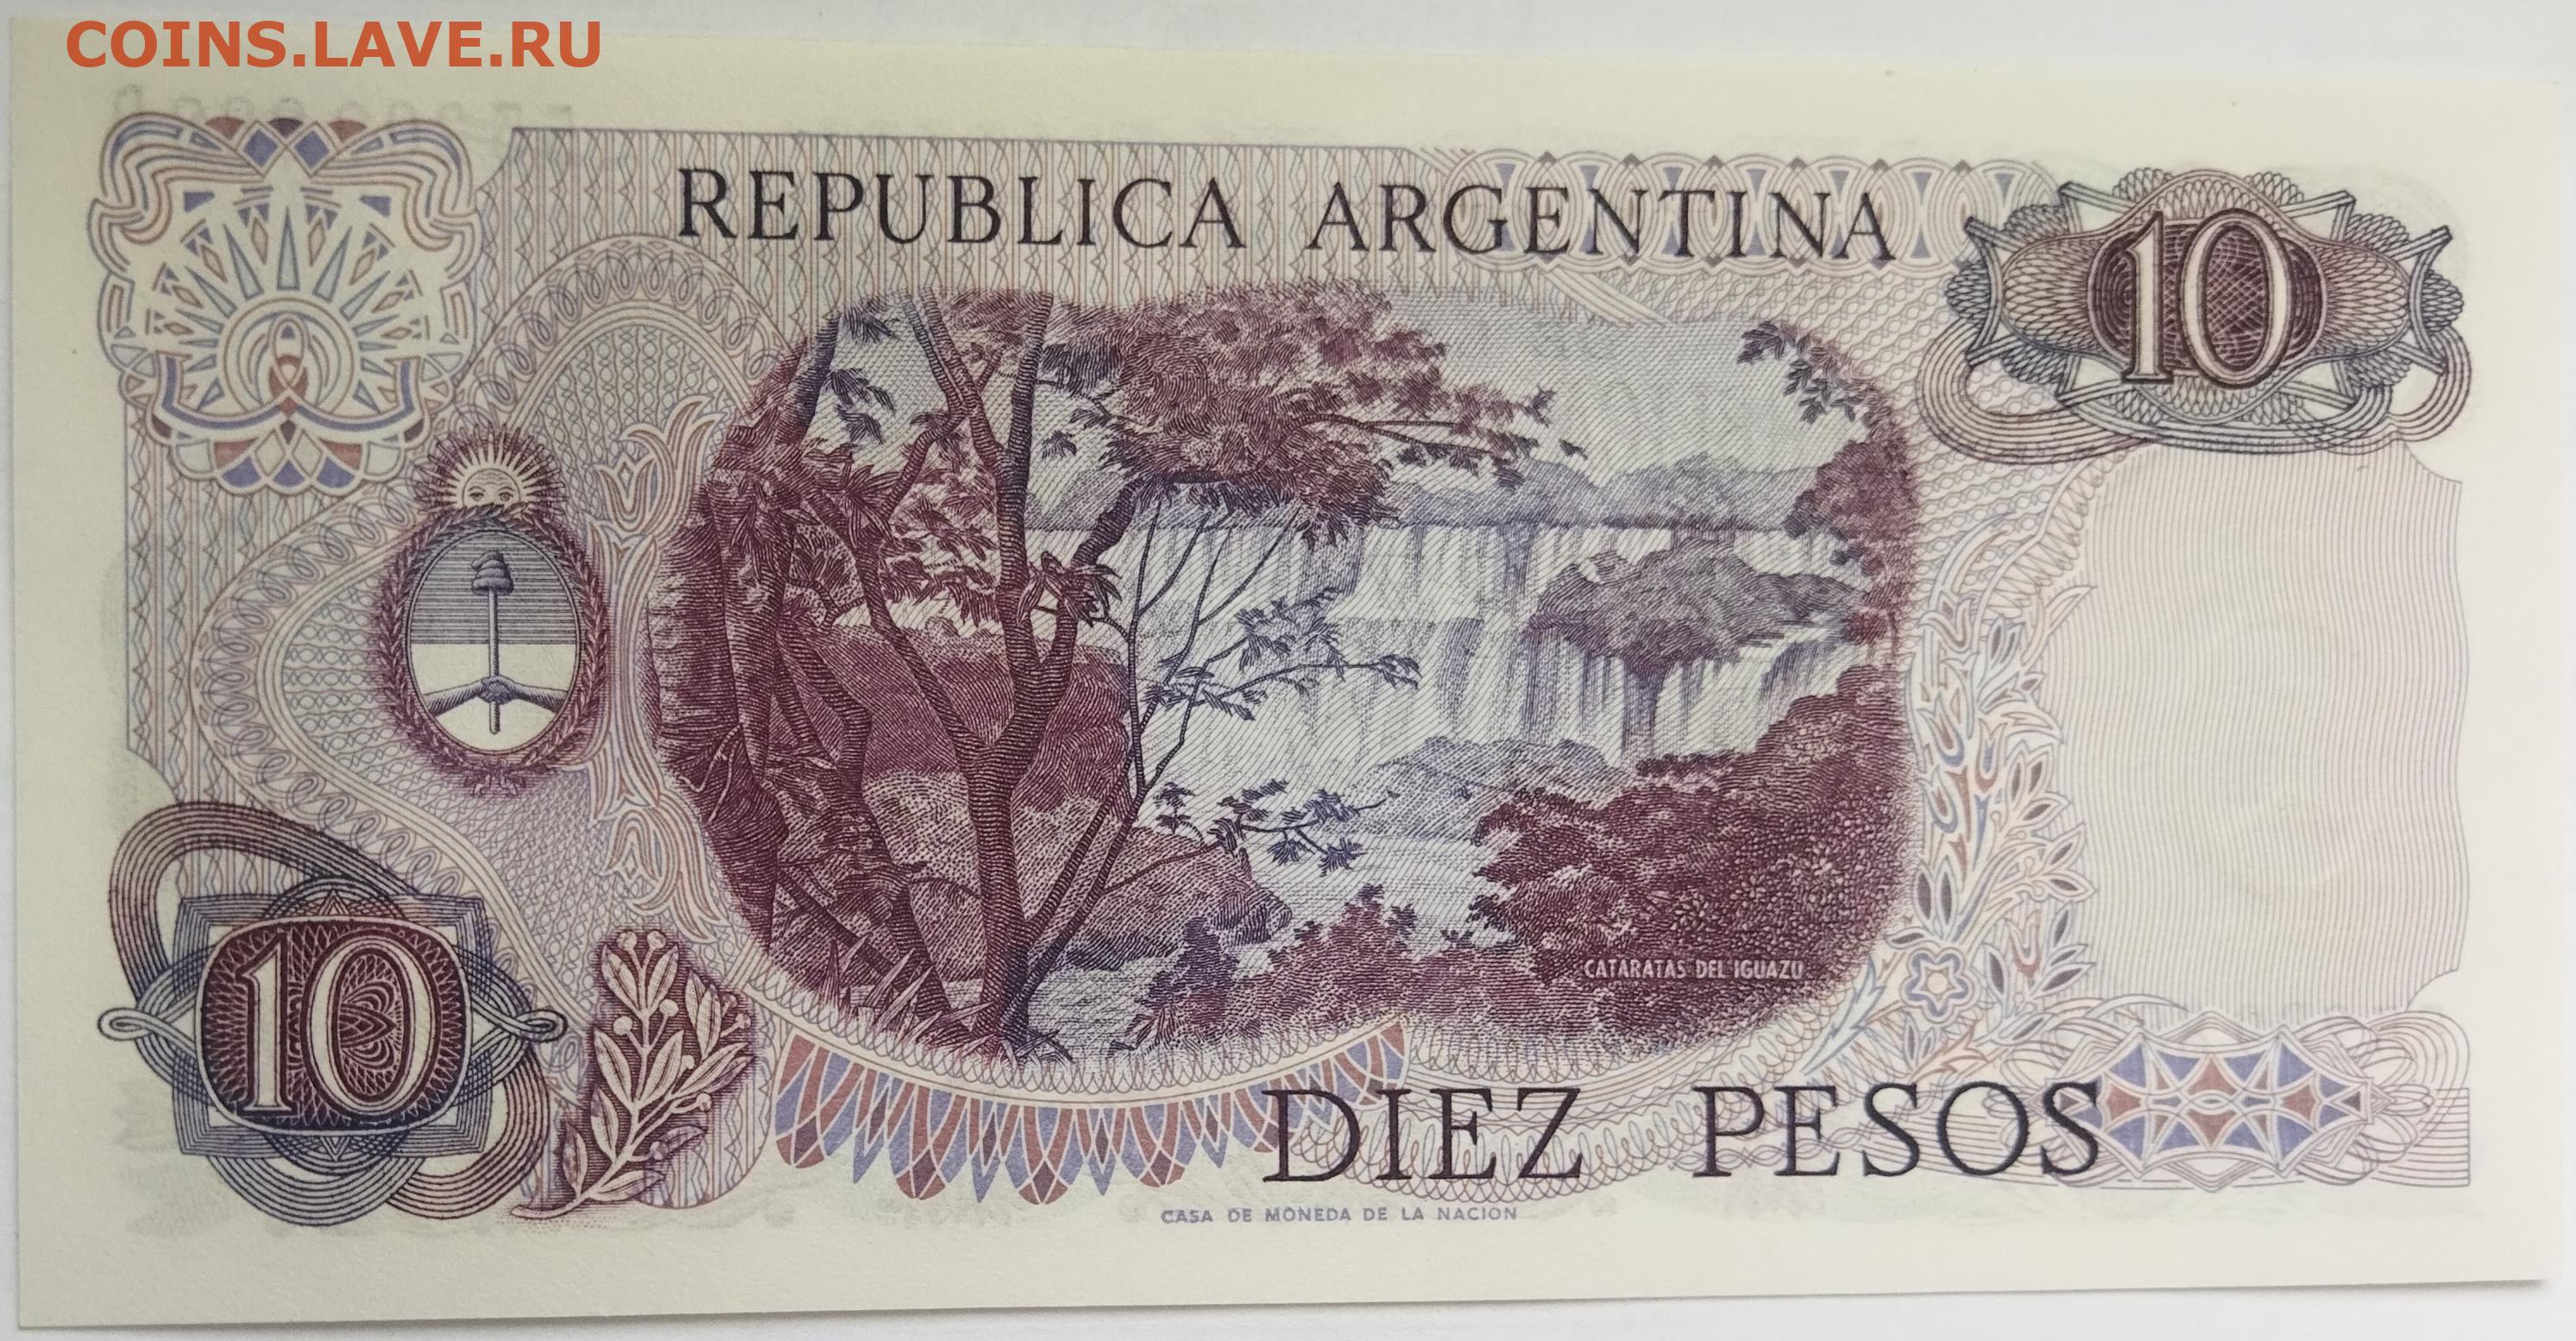 COINS.LAVE.RU
REPUBLICA ARGENTINA
10
10
CATARATAS DEL IGUAZU
DIEZ PESOS
CASA DE MONEDA DE LA NACION